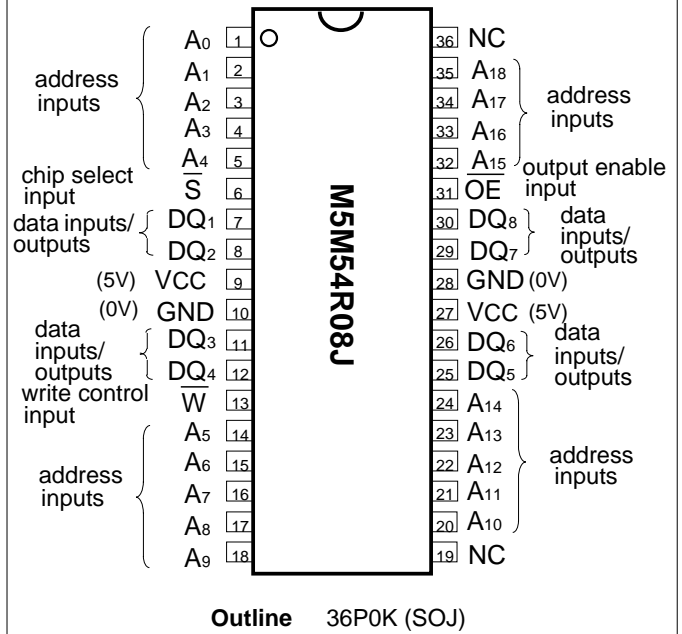 A0 1 36 NC
A1 2 35 A18
address inputs
A2 3 34 A17
address inputs
A3 4 33 A16
A4 5 32 A15
chip select input
S̅ 6 31 O̅E̅
output enable input
data inputs/ outputs
DQ1 7 30 DQ8
data inputs/ outputs
DQ2 8 29 DQ7
(5V) VCC 9 28 GND (0V)
(0V) GND 10 27 VCC (5V)
data inputs/ outputs
DQ3 11 26 DQ6
data inputs/ outputs
DQ4 12 25 DQ5
write control input
W̅ 13 24 A14
A5 14 23 A13
address inputs
A6 15 22 A12
address inputs
A7 16 21 A11
A8 17 20 A10
A9 18 19 NC
M5M54R08J
Outline 36P0K (SOJ)